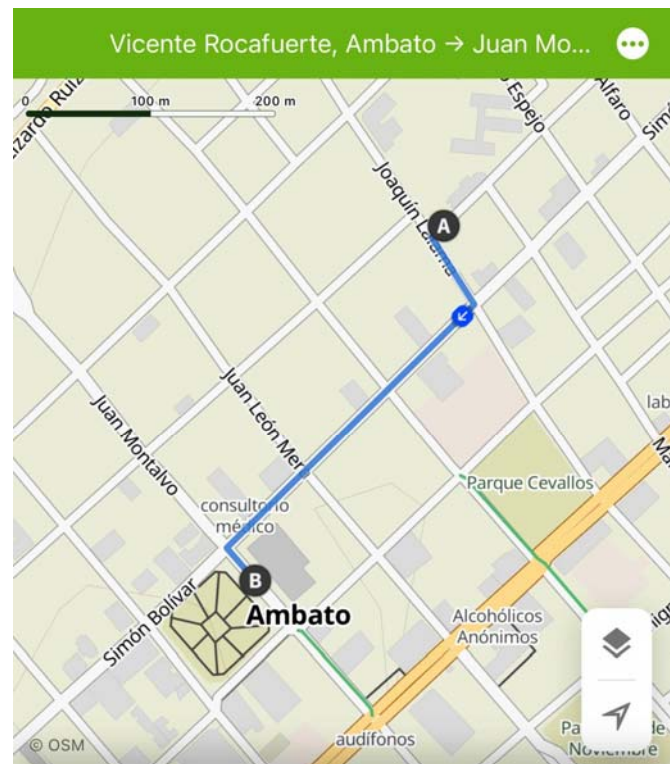 Vicente Rocafuerte, Ambato → Juan Mo...
0 100 m 200 m
Espejo
Alfaro
Joaquín Lalama
A
Juan León Mera
Juan Montalvo
Parque Cevallos
consultorio
médico
B
Simón Bolívar
Ambato
Alcohólicos
Anónimos
audífonos
Noviembre
© OSM